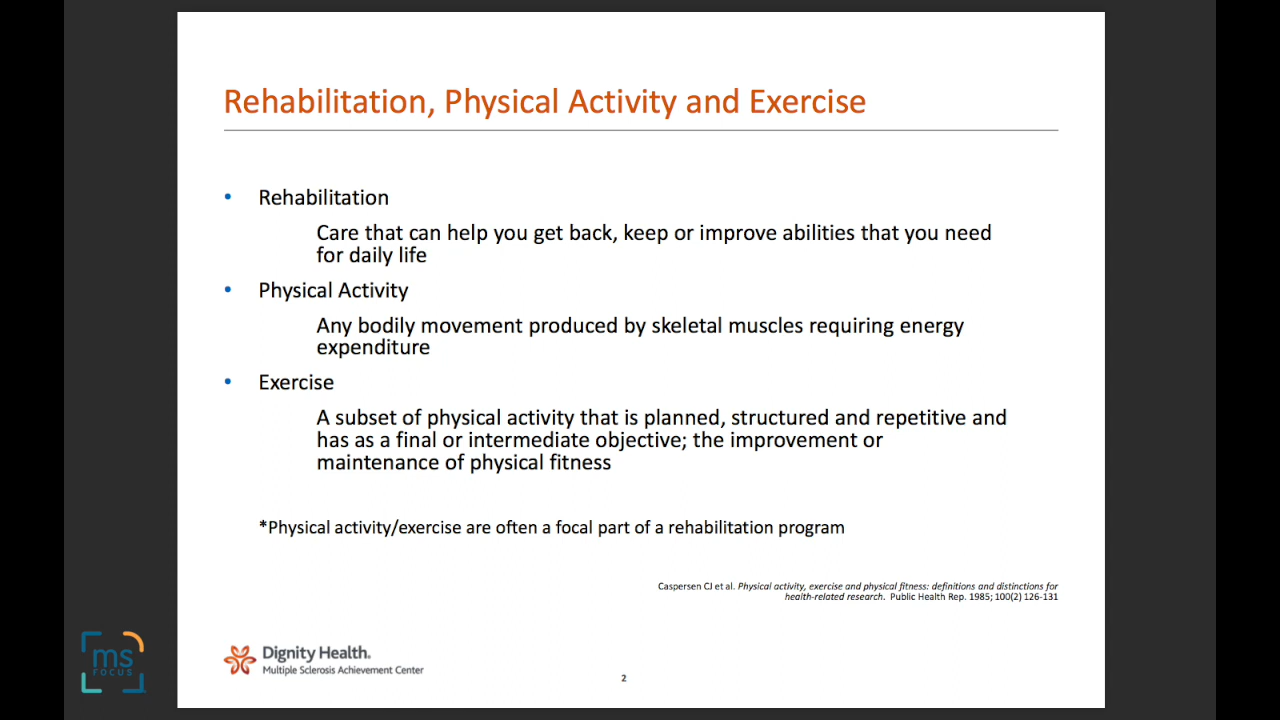 Rehabilitation, Physical Activity and Exercise
• Rehabilitation
Care that can help you get back, keep or improve abilities that you need
for daily life
• Physical Activity
Any bodily movement produced by skeletal muscles requiring energy
expenditure
• Exercise
A subset of physical activity that is planned, structured and repetitive and
has as a final or intermediate objective; the improvement or
maintenance of physical fitness
*Physical activity/exercise are often a focal part of a rehabilitation program
Caspersen CJ et al. Physical activity, exercise and physical fitness: definitions and distinctions for
health-related research. Public Health Rep. 1985; 100(2) 126-131
ms
FOCUS
Dignity Health.
Multiple Sclerosis Achievement Center
2